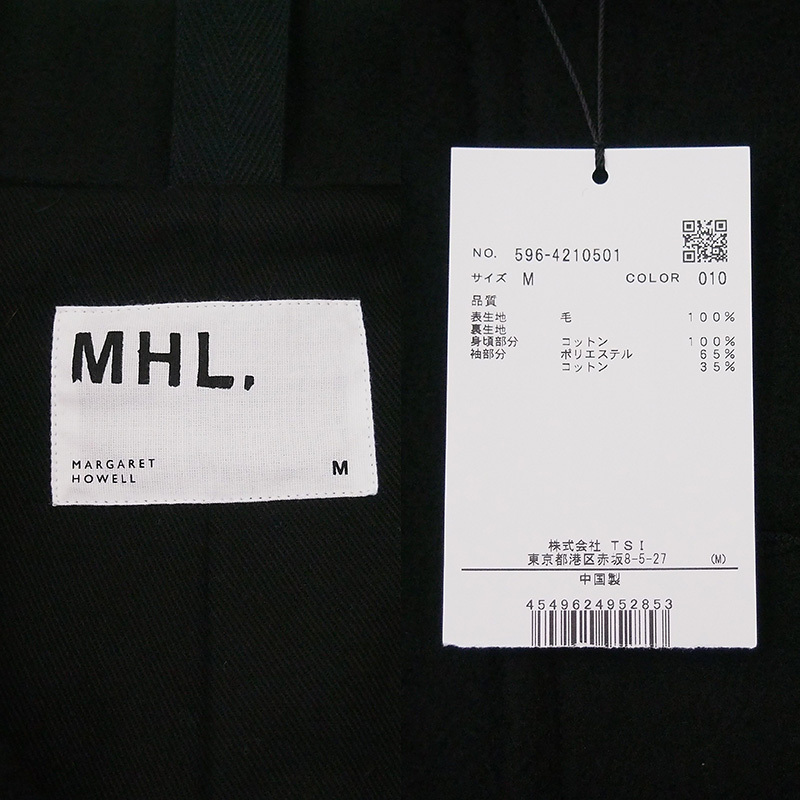 MHL.
MARGARET
HOWELL
M
NO. 596-4210501
サイズ M COLOR 010
品質
表生地 毛 100%
裏生地
身頃部分 コットン 100%
袖部分 ポリエステル 65%
コットン 35%
株式会社 TSI
東京都港区赤坂8-5-27 (M)
中国製
4549624952853